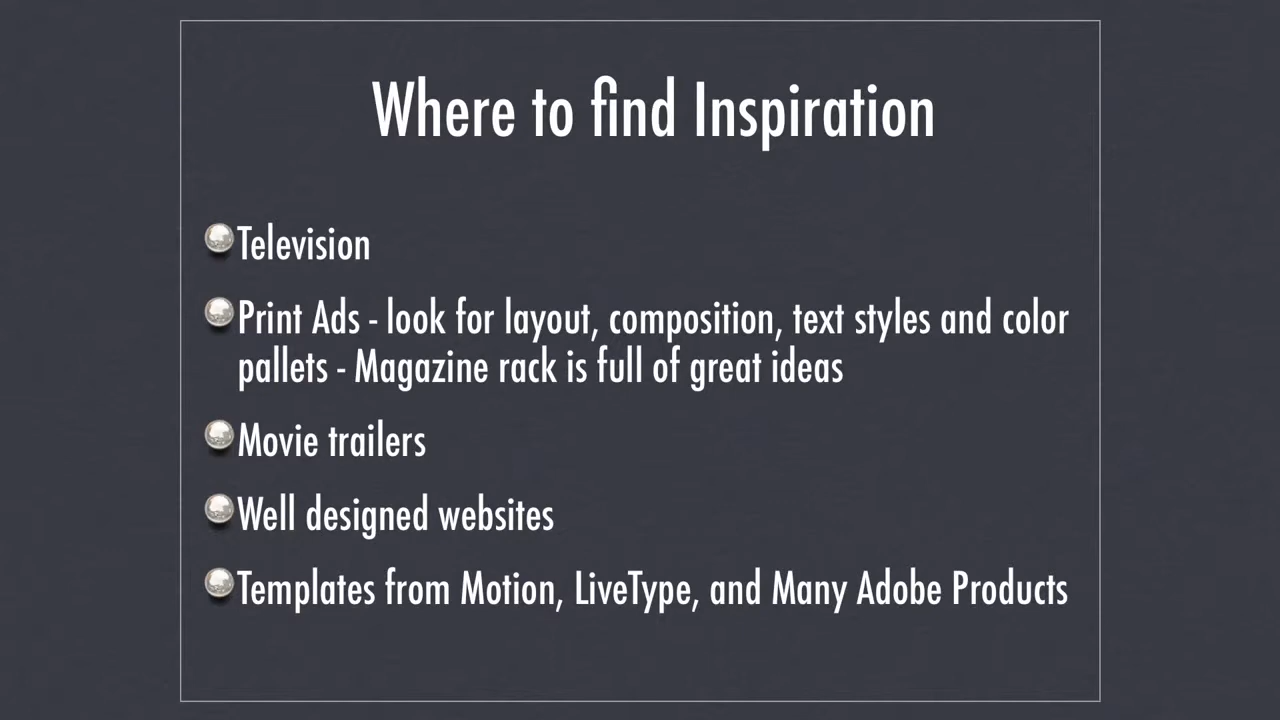 Where to find Inspiration
Television
Print Ads - look for layout, composition, text styles and color
pallets - Magazine rack is full of great ideas
Movie trailers
Well designed websites
Templates from Motion, LiveType, and Many Adobe Products